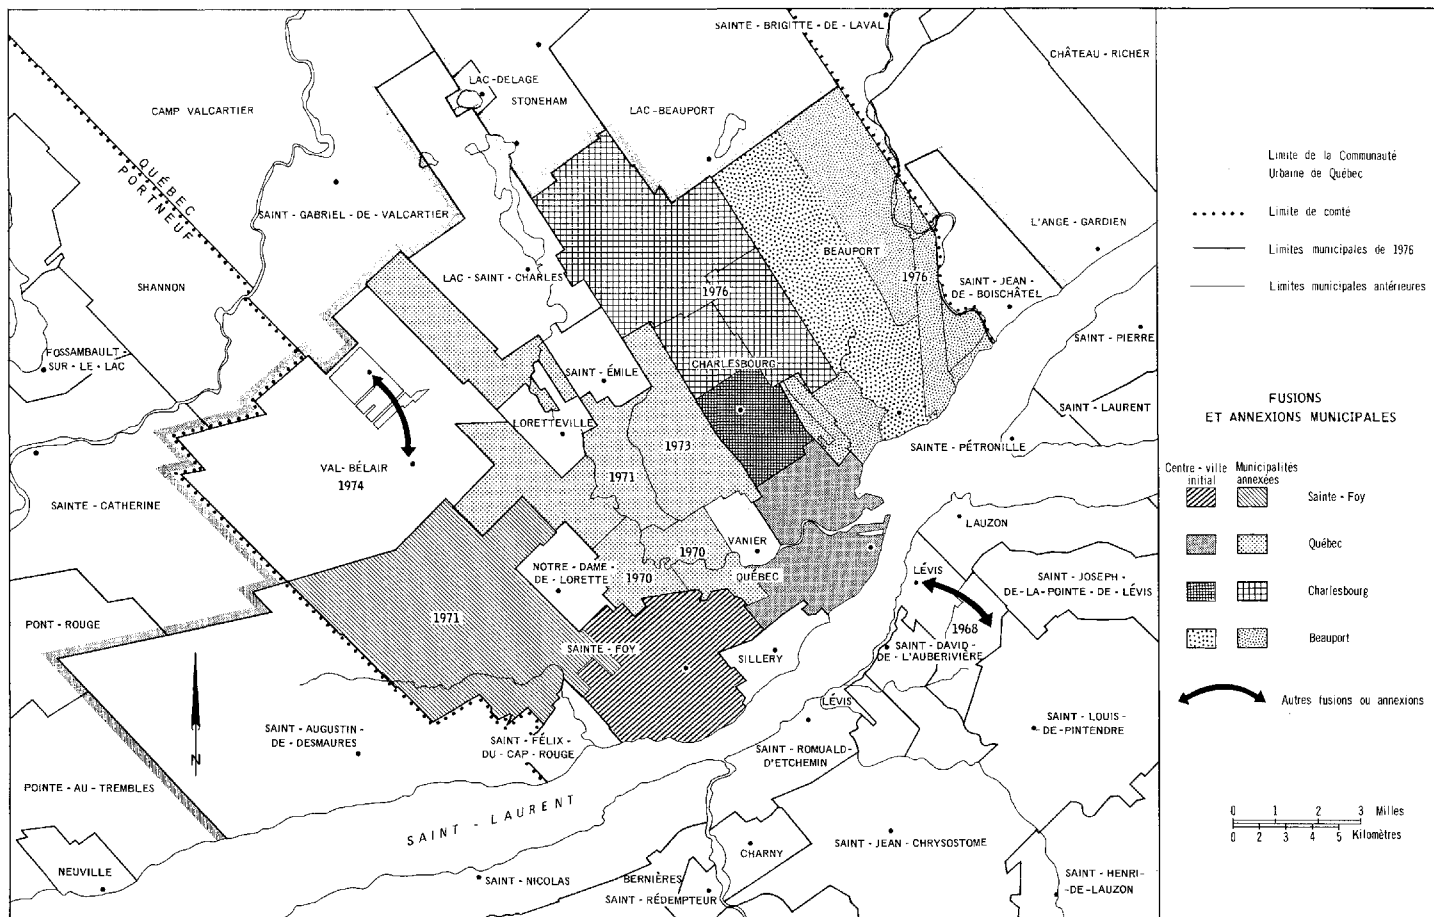 SAINTE - BRIGITTE - DE - LAVAL
CHÂTEAU - RICHER
LAC - DELAGE
STONEHAM
LAC - BEAUPORT
CAMP VALCARTIER
QUÉBEC
PORTNEUF
SAINT - GABRIEL - DE - VALCARTIER
L'ANGE - GARDIEN
BEAUPORT
1976
LAC - SAINT - CHARLES
1976
SAINT - JEAN -
DE - BOISCHÂTEL
SHANNON
SAINT - PIERRE
FOSSAMBAULT -
SUR - LE - LAC
SAINT - ÉMILE
CHARLESBOURG
SAINT - LAURENT
LORETTEVILLE
SAINTE - PÉTRONILLE
1973
VAL - BÉLAIR
1974
1971
SAINTE - CATHERINE
LAUZON
VANIER
1970
NOTRE - DAME -
DE - LORETTE
1970
QUÉBEC
LÉVIS
SAINT - JOSEPH -
DE - LA - POINTE - DE - LÉVIS
PONT - ROUGE
1971
1968
SAINTE - FOY
SILLERY
SAINT - DAVID -
DE - L'AUBERIVIÈRE
LÉVIS
SAINT - AUGUSTIN -
DE - DESMAURES
SAINT - FÉLIX -
DU - CAP - ROUGE
SAINT - LOUIS -
DE - PINTENDRE
SAINT - ROMUALD -
D'ETCHEMIN
N
POINTE - AU - TREMBLES
SAINT - LAURENT
CHARNY
SAINT - JEAN - CHRYSOSTOME
NEUVILLE
SAINT - NICOLAS
BERNIÈRES
SAINT - RÉDEMPTEUR
SAINT - HENRI -
- DE - LAUZON
Limite de la Communauté
Urbaine de Québec
Limite de comté
Limites municipales de 1976
Limites municipales antérieures
FUSIONS
ET ANNEXIONS MUNICIPALES
Centre - ville
initial
Municipalités
annexées
Sainte - Foy
Québec
Charlesbourg
Beauport
Autres fusions ou annexions
0 1 2 3 Milles
0 1 2 3 4 5 Kilomètres